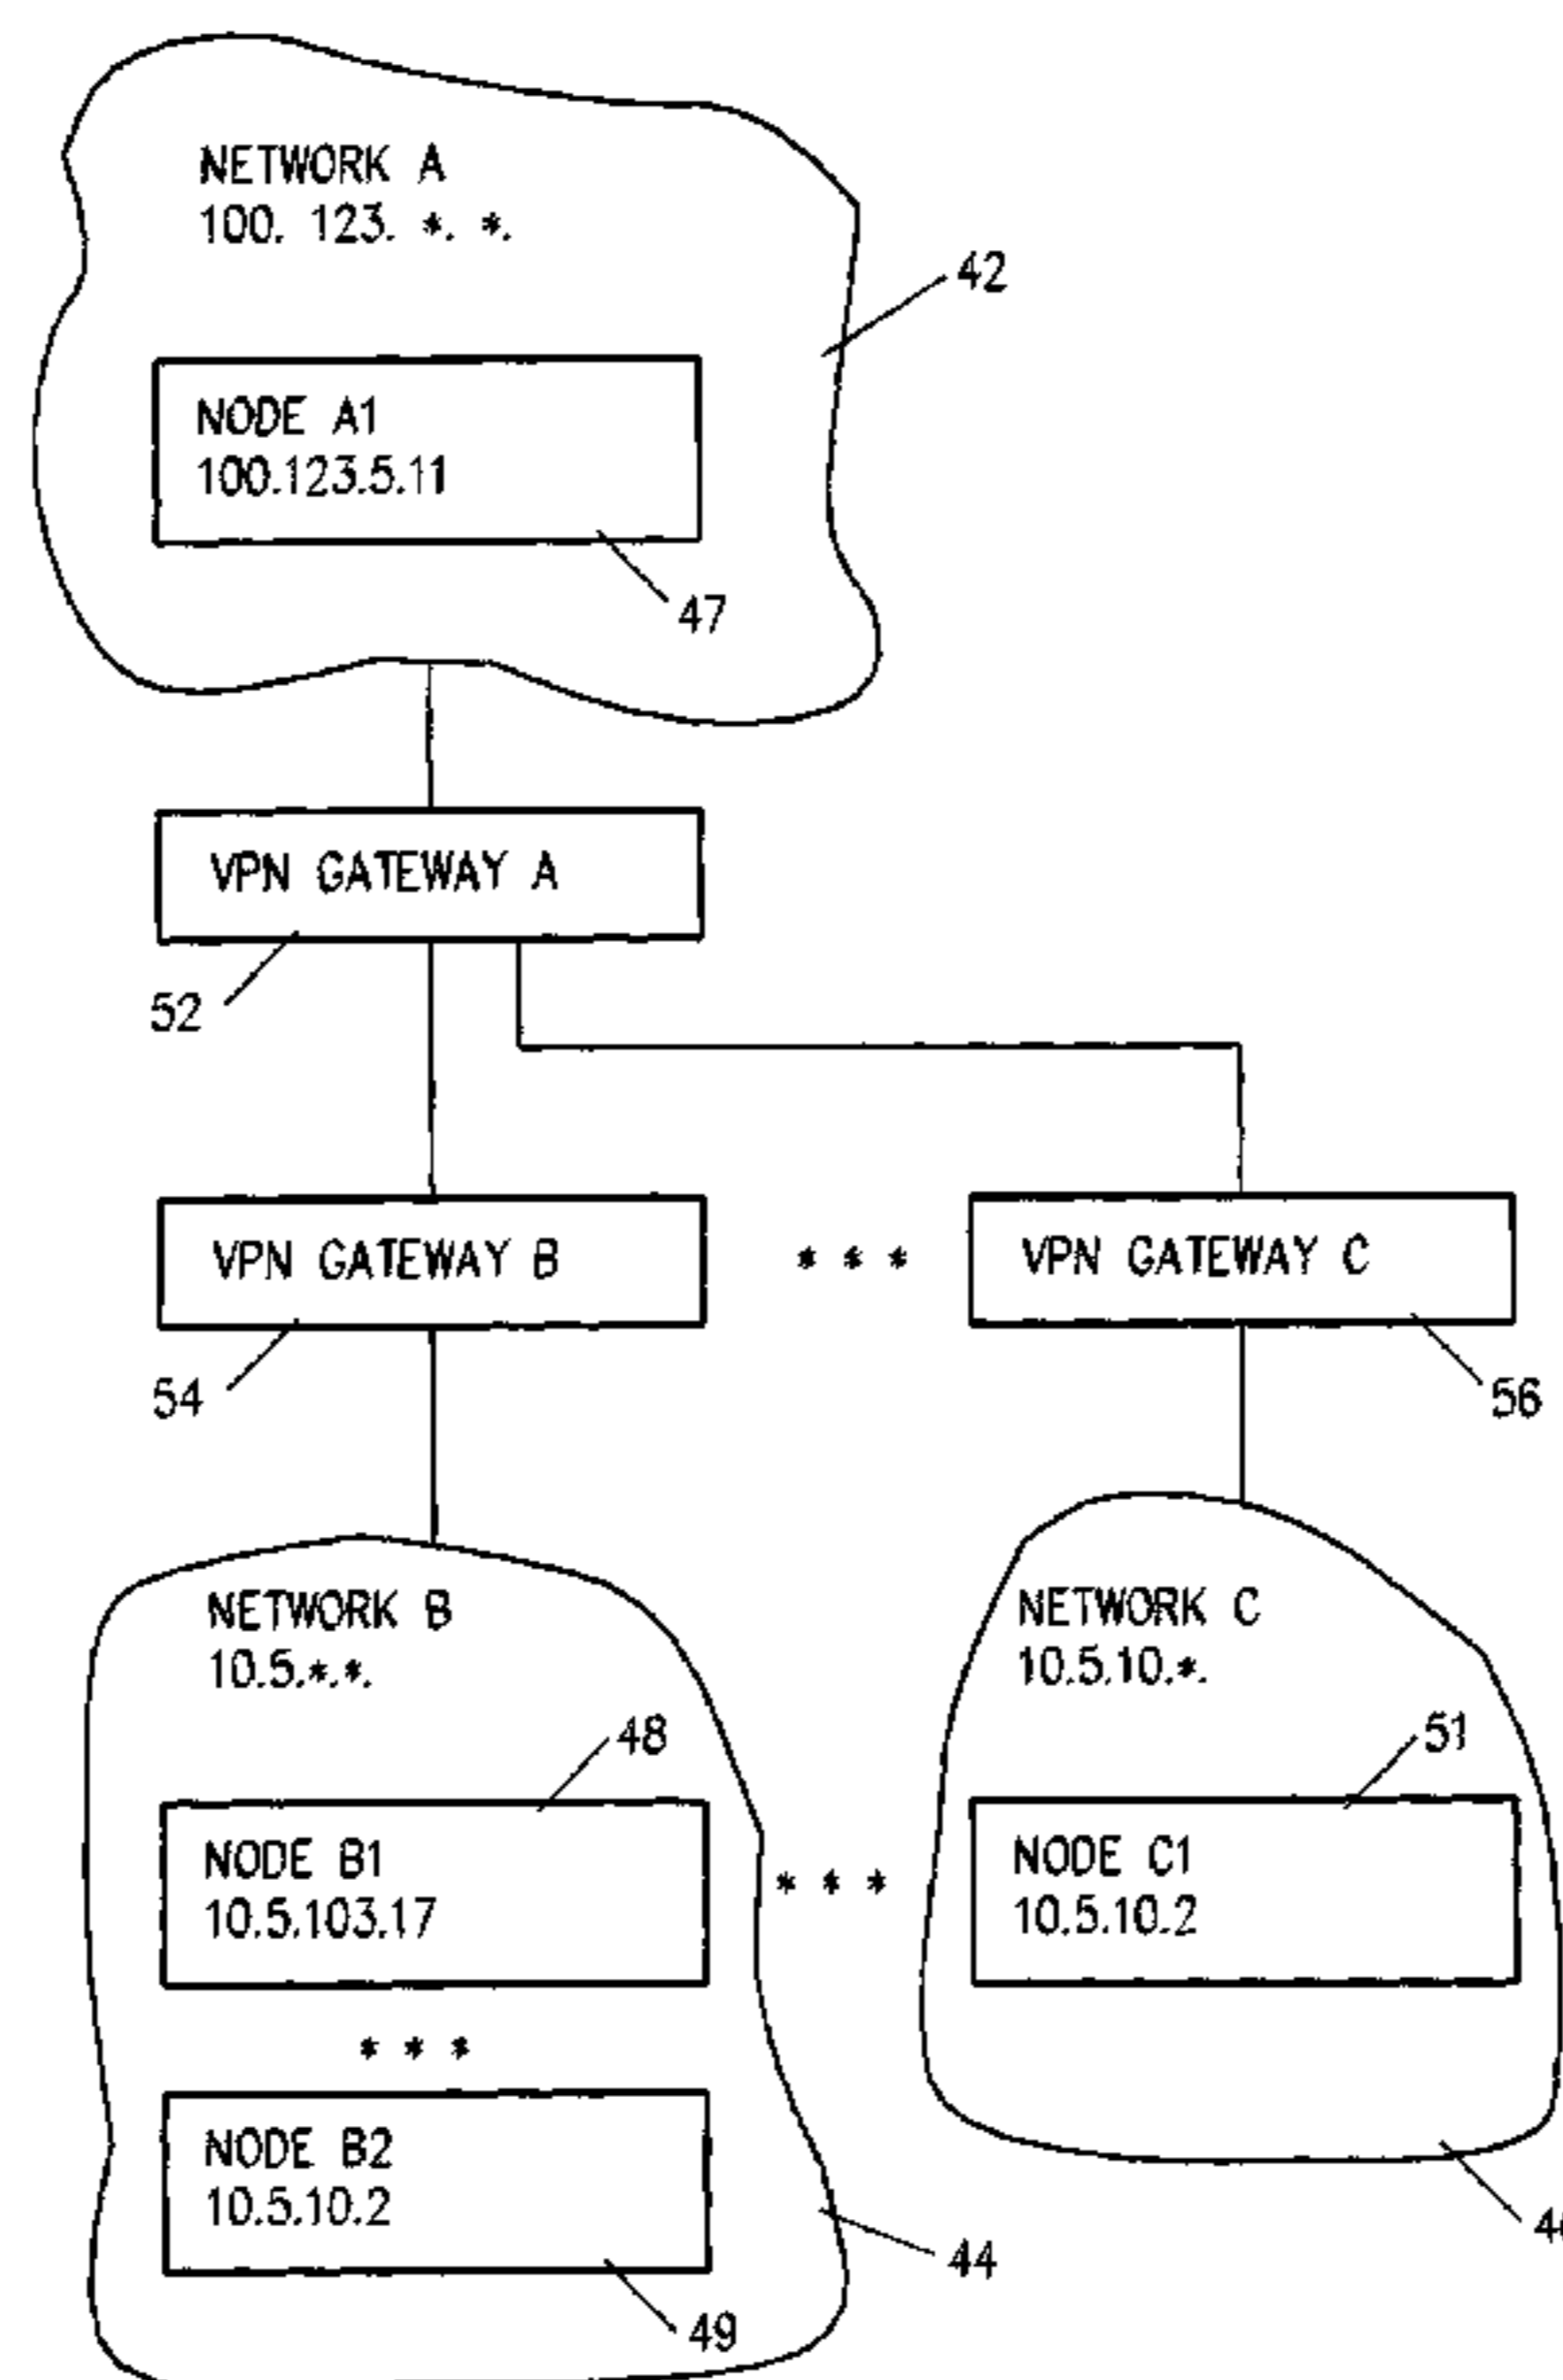 NETWORK A
100. 123. *. *.
42
NODE A1
100.123.5.11
47
VPN GATEWAY A
52
VPN GATEWAY B
* * *
VPN GATEWAY C
54
56
NETWORK B
10.5.*.*.
NETWORK C
10.5.10.*.
48
51
NODE B1
10.5.103.17
* * *
NODE C1
10.5.10.2
* * *
NODE B2
10.5.10.2
44
49